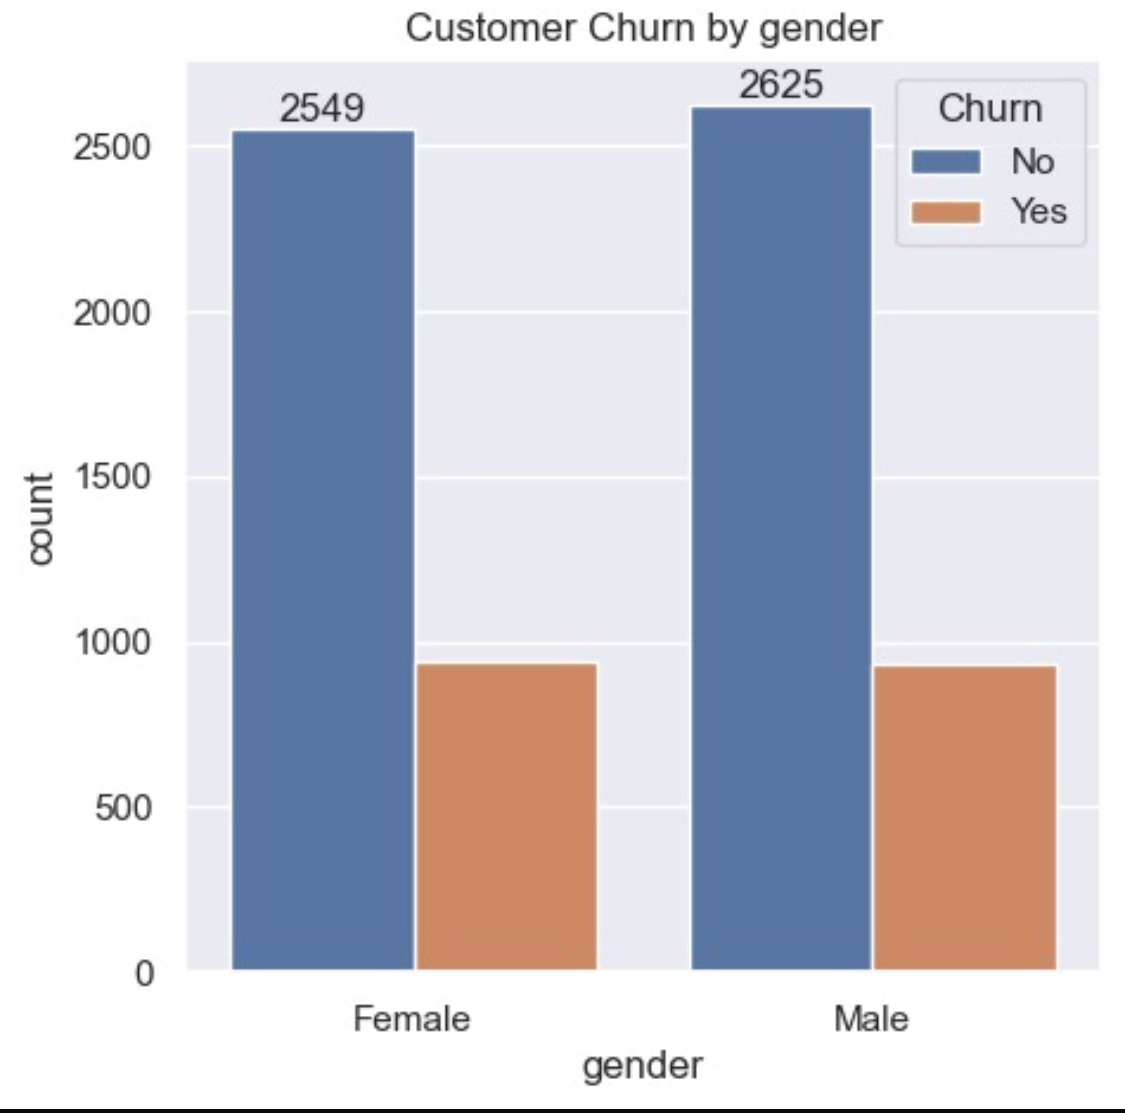 Customer Churn by gender
2549
2625
Churn
No
Yes
2500
2000
1500
1000
500
0
count
Female
Male
gender